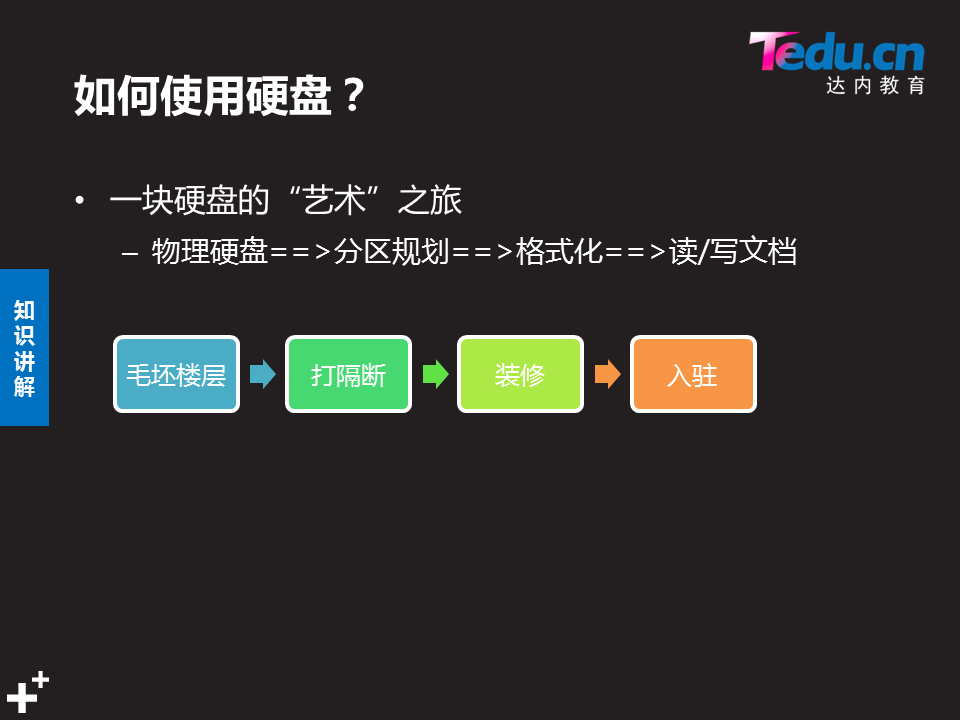 Tedu.cn
达内教育
如何使用硬盘？
• 一块硬盘的“艺术”之旅
– 物理硬盘==>分区规划==>格式化==>读/写文档
知识讲解
毛坯楼层
打隔断
装修
入驻